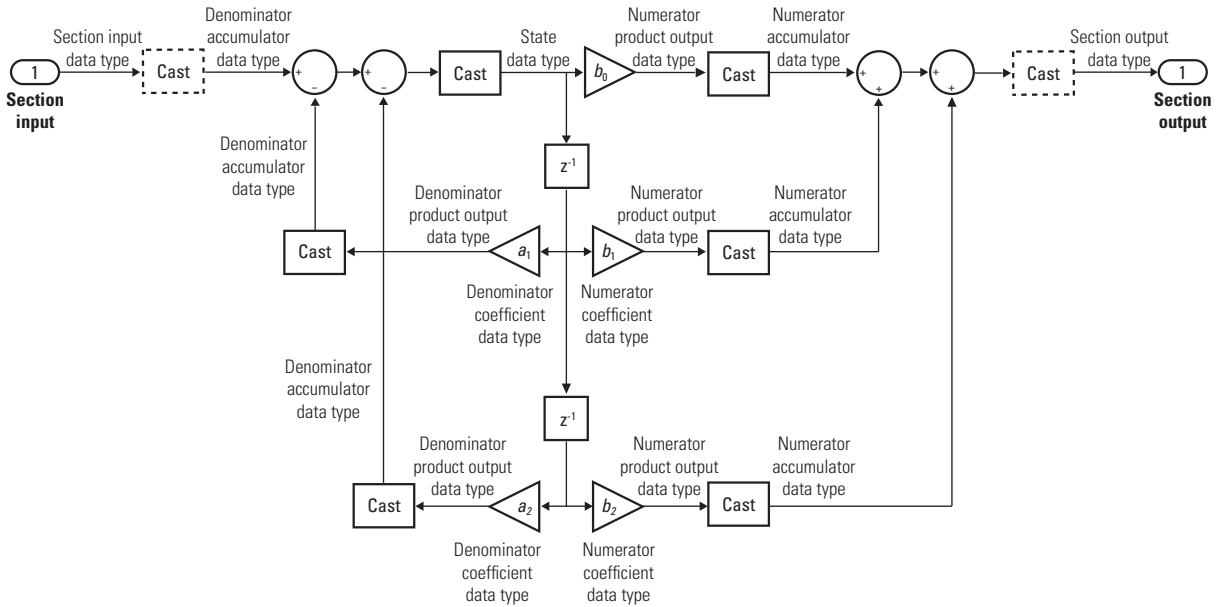 1
Section
input
Section input
data type
Cast
Denominator
accumulator
data type
+
−
+
−
Cast
State
data type
b0
Numerator
product output
data type
Cast
Numerator
accumulator
data type
+
+
+
+
Cast
Section output
data type
1
Section
output
Denominator
accumulator
data type
z-1
Cast
Denominator
product output
data type
a1
b1
Numerator
product output
data type
Cast
Numerator
accumulator
data type
Denominator
coefficient
data type
Numerator
coefficient
data type
Denominator
accumulator
data type
z-1
Cast
Denominator
product output
data type
a2
b2
Numerator
product output
data type
Cast
Numerator
accumulator
data type
Denominator
coefficient
data type
Numerator
coefficient
data type